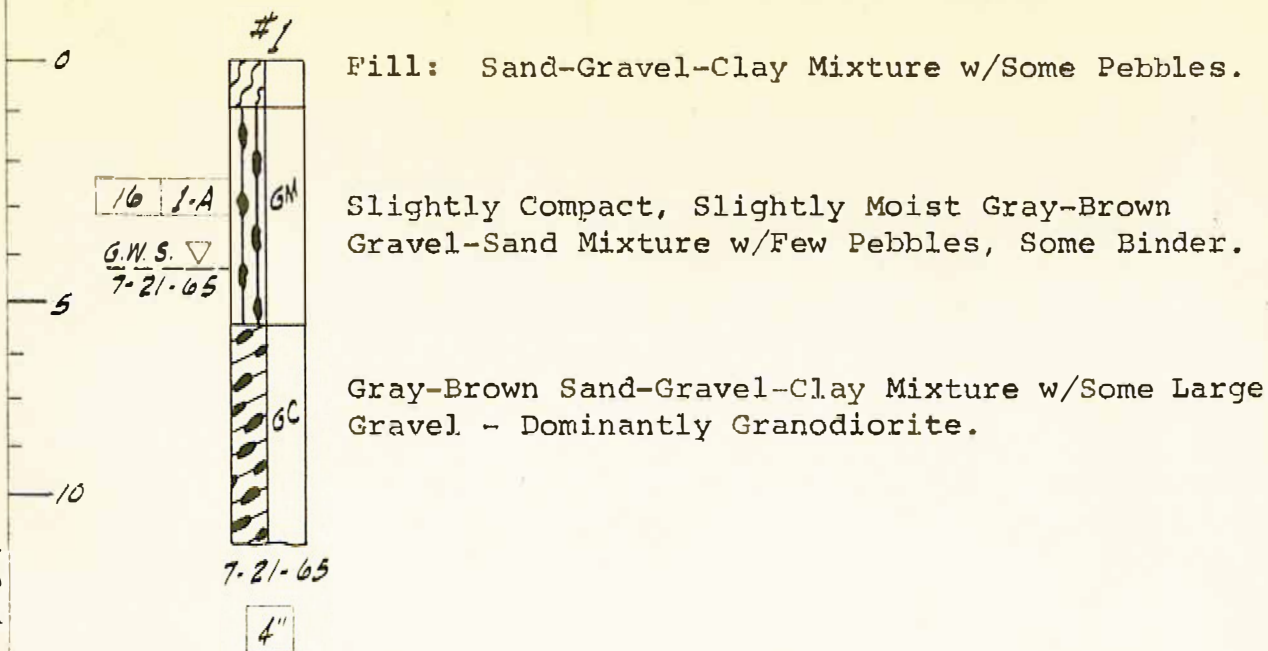 #1
0
Fill: Sand-Gravel-Clay Mixture w/Some Pebbles.
16 1-A
GM
Slightly Compact, Slightly Moist Gray-Brown
Gravel-Sand Mixture w/Few Pebbles, Some Binder.
G.W.S.
7-21-65
5
Gray-Brown Sand-Gravel-Clay Mixture w/Some Large
Gravel - Dominantly Granodiorite.
GC
10
7-21-65
4"